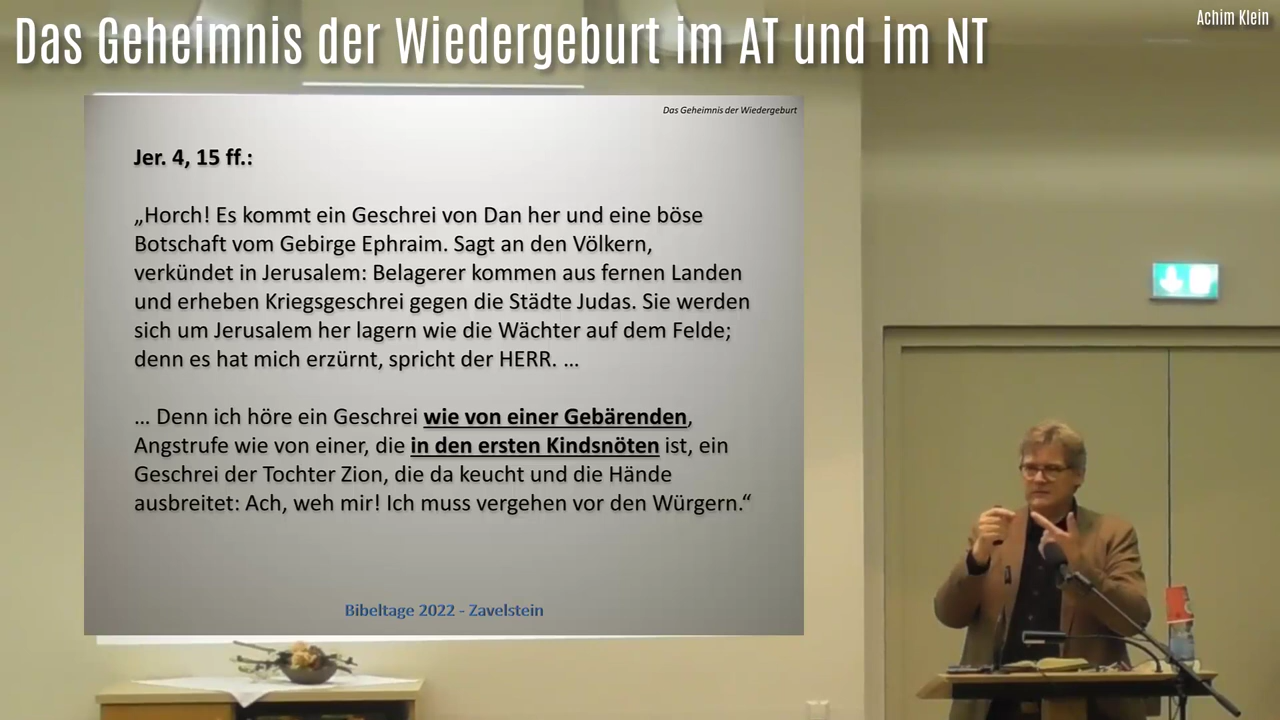 Das Geheimnis der Wiedergeburt im AT und im NT
Achim Klein
Das Geheimnis der Wiedergeburt
Jer. 4, 15 ff.:
„Horch! Es kommt ein Geschrei von Dan her und eine böse
Botschaft vom Gebirge Ephraim. Sagt an den Völkern,
verkündet in Jerusalem: Belagerer kommen aus fernen Landen
und erheben Kriegsgeschrei gegen die Städte Judas. Sie werden
sich um Jerusalem her lagern wie die Wächter auf dem Felde;
denn es hat mich erzürnt, spricht der HERR. …
… Denn ich höre ein Geschrei wie von einer Gebärenden,
Angstrufe wie von einer, die in den ersten Kindsnöten ist, ein
Geschrei der Tochter Zion, die da keucht und die Hände
ausbreitet: Ach, weh mir! Ich muss vergehen vor den Würgern.“
Bibeltage 2022 - Zavelstein